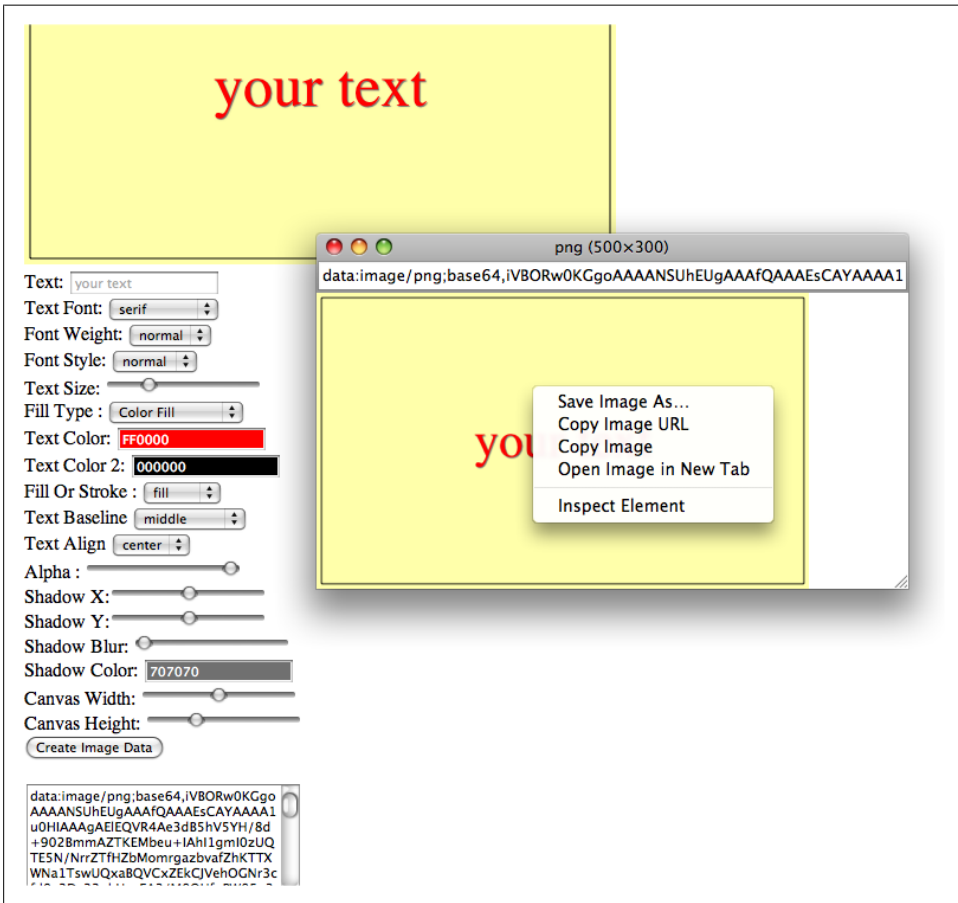 your text
png (500×300)
data:image/png;base64,iVBORw0KGgoAAAANSUhEUgAAAfQAAAEsCAYAAAA1
Text: your text
Text Font: serif
Font Weight: normal
Font Style: normal
Text Size:
Fill Type : Color Fill
Text Color: FF0000
Text Color 2: 000000
Fill Or Stroke : fill
Text Baseline middle
Text Align center
Alpha :
Shadow X:
Shadow Y:
Shadow Blur:
Shadow Color: 707070
Canvas Width:
Canvas Height:
Create Image Data
you
Save Image As...
Copy Image URL
Copy Image
Open Image in New Tab
Inspect Element
data:image/png;base64,iVBORw0KGgo
AAAANSUhEUgAAAfQAAAEsCAYAAAA1
u0HIAAAgAElEQVR4Ae3dB5hV5YH/8d
+902BmmAZTKEMbeu+IAhI1gmI0zUQ
TE5N/NrrZTfHZbMomrgazbvafZhKTTX
WNa1TswUQxaBQVCxZEkCJVehOGNr3c